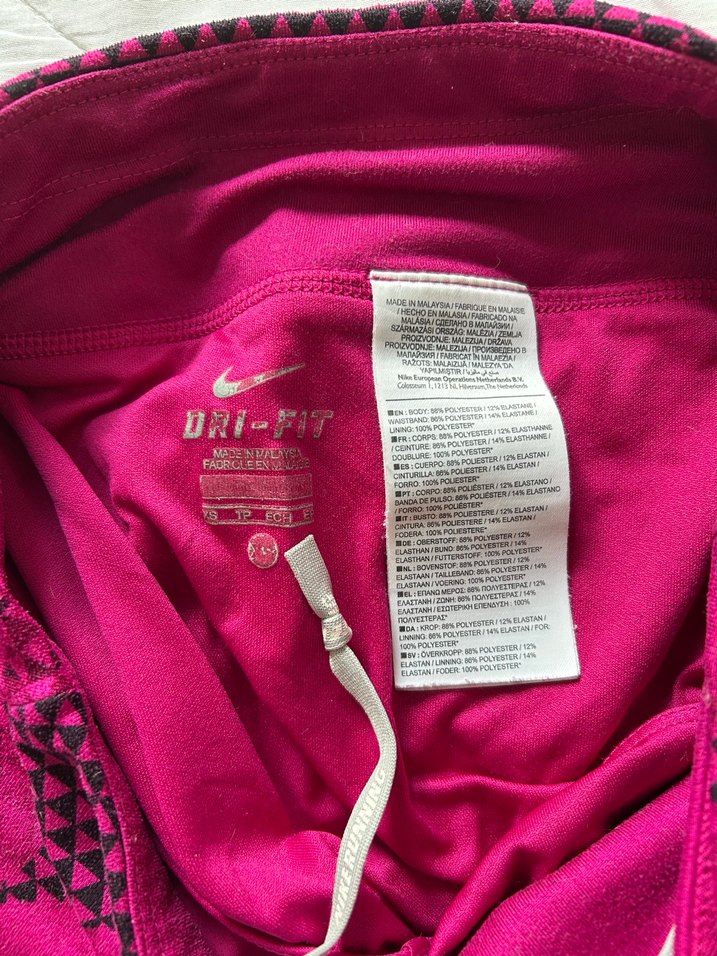 DRI-FIT
MADE IN MALAYSIA
FABRIQUE EN MALAISIE
XS TP ECH EP
NIKE RUNNING
MADE IN MALAYSIA / FABRIQUE EN MALAISIE
/ HECHO EN MALASIA / FABRICADO NA
MALÁSIA / СДЕЛАНО В МАЛАЙЗИИ /
SZÁRMAZÁSI ORSZÁG: MALÉZIA / ZEMLJA
PROIZVODNJE: MALEZIJA / DRŽAVA
PROIZVODNJE: MALEZIJA / ПРОИЗВЕДЕНО В
МАЛАЙЗИЯ / FABRICAT ÎN MALAEZIA /
RAŽOTS: MALAIZIJĀ / MALEZYA'DA
YAPILMIŞTIR / صنع في ماليزيا
Nike European Operations Netherlands B.V.
Colosseum 1, 1213 NL Hilversum, The Netherlands
EN : BODY: 88% POLYESTER / 12% ELASTANE /
WAISTBAND: 86% POLYESTER / 14% ELASTANE /
LINING: 100% POLYESTER*
FR : CORPS: 88% POLYESTER / 12% ELASTHANNE
/ CEINTURE: 86% POLYESTER / 14% ELASTHANNE /
DOUBLURE: 100% POLYESTER*
ES : CUERPO: 88% POLIÉSTER / 12% ELASTAN /
CINTURILLA: 86% POLIÉSTER / 14% ELASTAN /
FORRO: 100% POLIÉSTER*
PT : CORPO: 88% POLIÉSTER / 12% ELASTANO /
BANDA DE PULSO: 86% POLIÉSTER / 14% ELASTANO
/ FORRO: 100% POLIÉSTER*
IT : BUSTO: 88% POLIESTERE / 12% ELASTAN /
CINTURA: 86% POLIESTERE / 14% ELASTAN /
FODERA: 100% POLIESTERE*
DE : OBERSTOFF: 88% POLYESTER / 12%
ELASTHAN / BUND: 86% POLYESTER / 14%
ELASTHAN / FUTTERSTOFF: 100% POLYESTER*
NL : BOVENSTOF: 88% POLYESTER / 12%
ELASTAAN / TAILLEBAND: 86% POLYESTER / 14%
ELASTAAN / VOERING: 100% POLYESTER*
EL : ΕΠΑΝΩ ΜΕΡΟΣ: 88% ΠΟΛΥΕΣΤΕΡΑΣ / 12%
ΕΛΑΣΤΑΝΗ / ΖΩΝΗ: 86% ΠΟΛΥΕΣΤΕΡΑΣ / 14%
ΕΛΑΣΤΑΝΗ / ΕΣΩΤΕΡΙΚΗ ΕΠΕΝΔΥΣΗ: 100%
ΠΟΛΥΕΣΤΕΡΑΣ*
DA : KROP: 88% POLYESTER / 12% ELASTAN /
LINNING: 86% POLYESTER / 14% ELASTAN / FOR:
100% POLYESTER*
SV : ÖVERKROPP: 88% POLYESTER / 12%
ELASTAN / LINNING: 86% POLYESTER / 14%
ELASTAN / FODER: 100% POLYESTER*